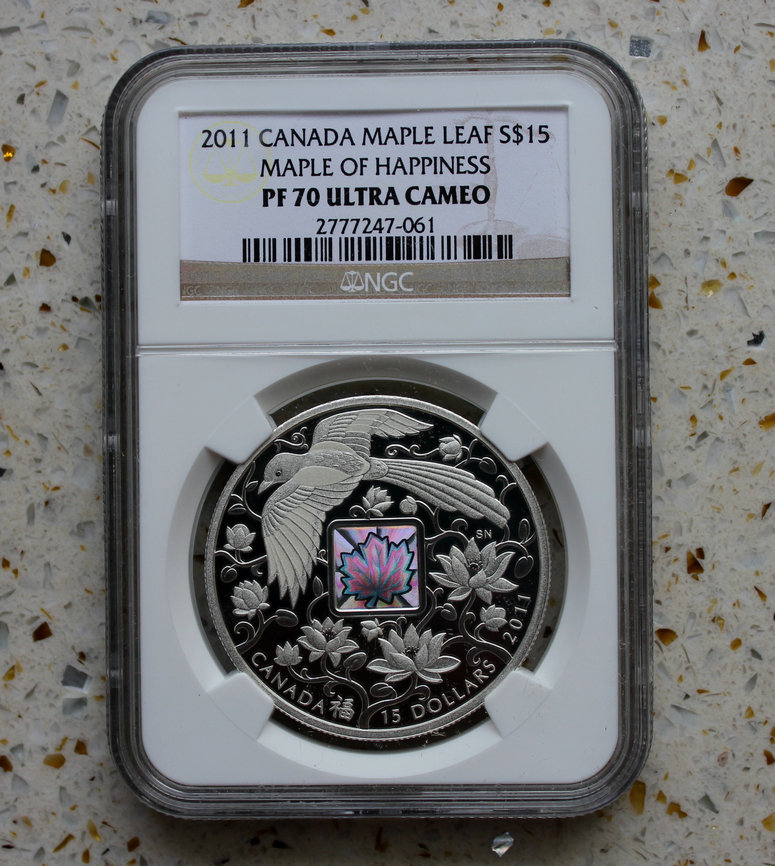 2011 CANADA MAPLE LEAF S$15
MAPLE OF HAPPINESS
PF 70 ULTRA CAMEO
2777247-061
NGC
SN
CANADA 福 15 DOLLARS 2011